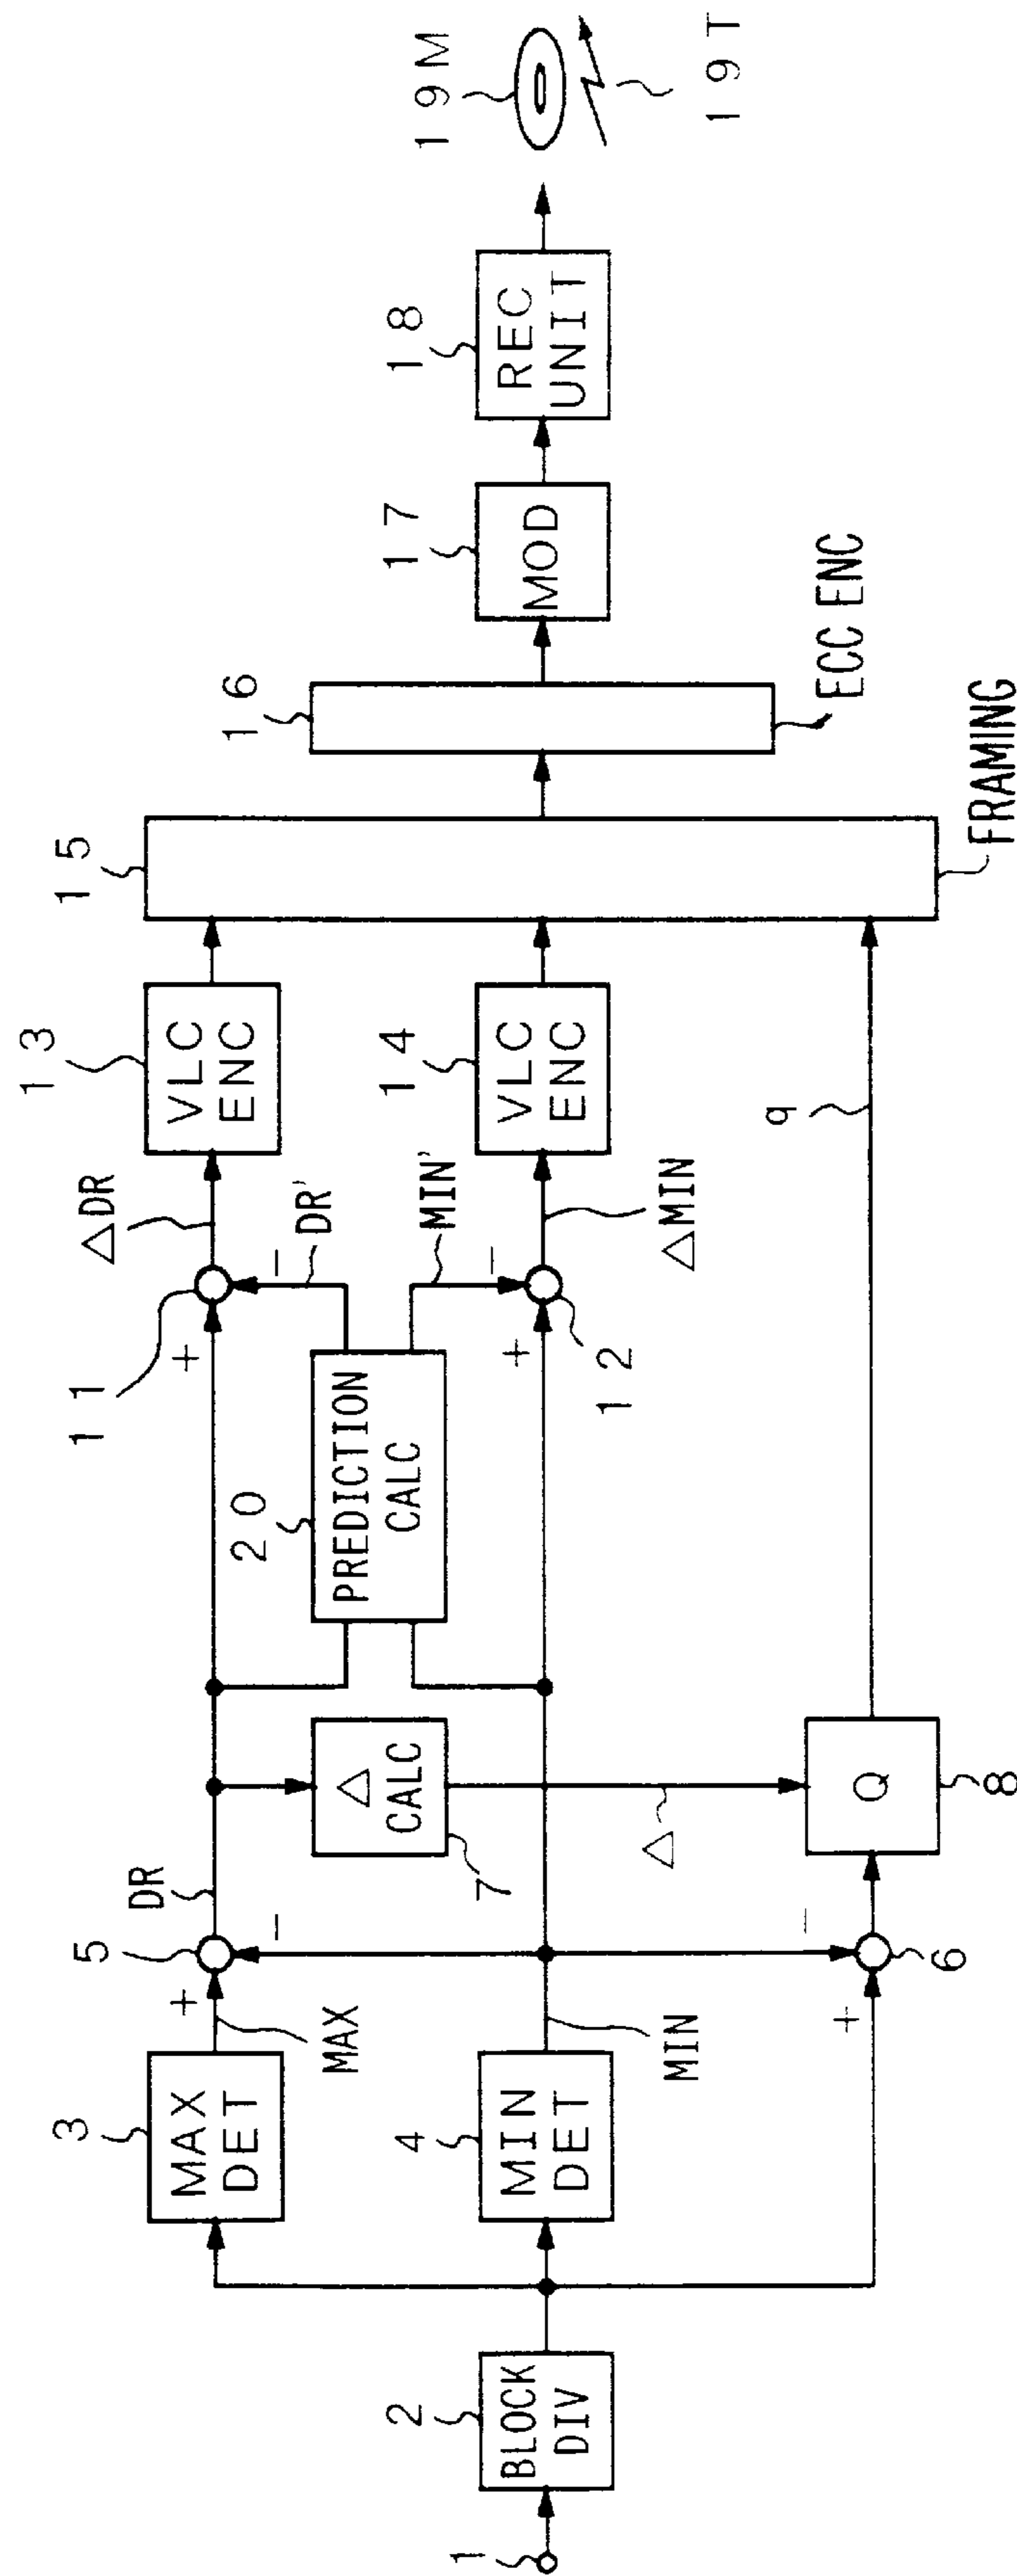 1
2
BLOCK
DIV
3
MAX
DET
4
MIN
DET
MAX
MIN
+
−
5
DR
+
−
6
△
CALC
7
△
Q
8
20
PREDICTION
CALC
+
−
11
DR'
△DR
MIN'
+
−
12
△MIN
13
VLC
ENC
14
VLC
ENC
q
15
FRAMING
16
ECC ENC
17
MOD
18
REC
UNIT
19M
19T